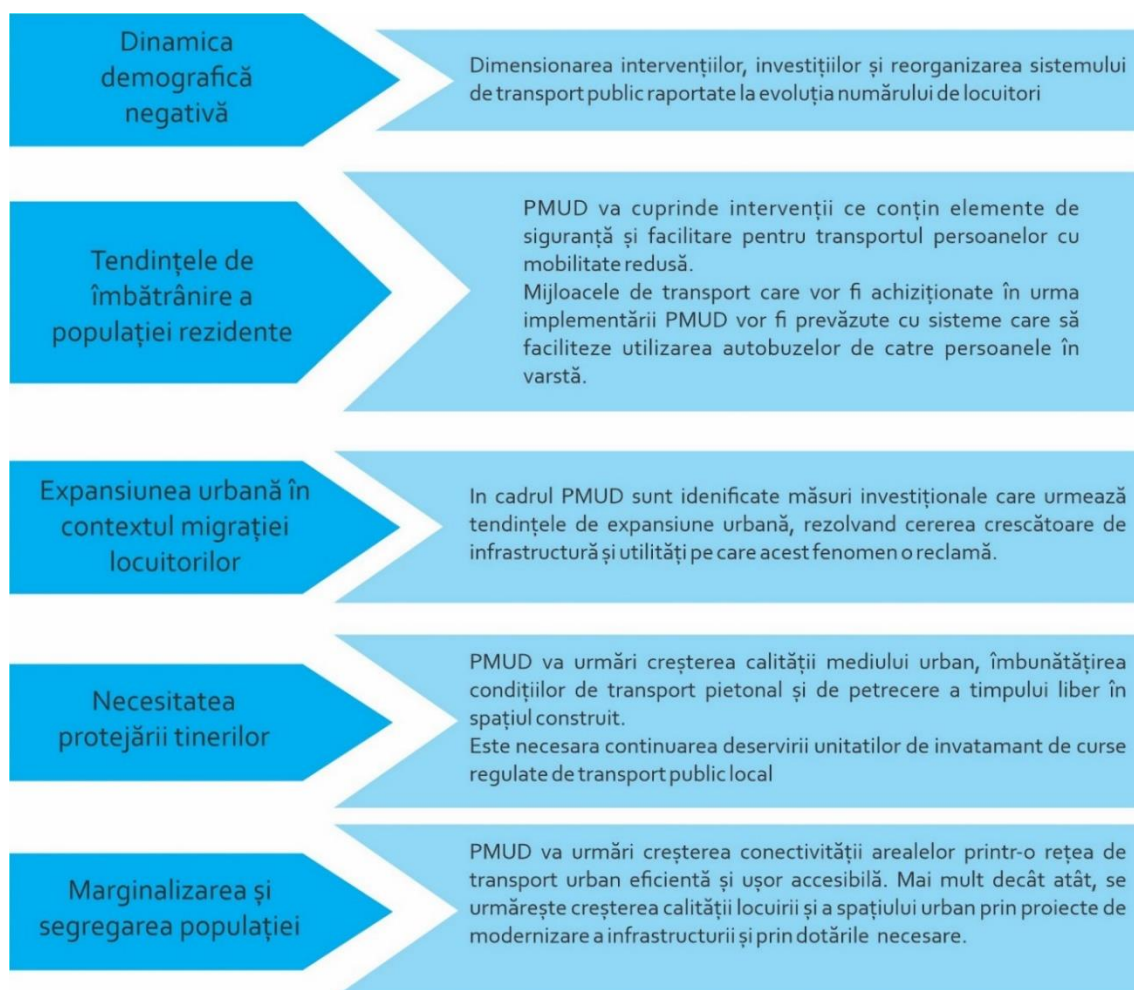 Dinamica
demografică
negativă
Dimensionarea intervențiilor, investițiilor și reorganizarea sistemului
de transport public raportate la evoluția numărului de locuitori
Tendințele de
îmbătrânire a
populației rezidente
PMUD va cuprinde intervenții ce conțin elemente de
siguranță și facilitare pentru transportul persoanelor cu
mobilitate redusă.
Mijloacele de transport care vor fi achiziționate în urma
implementării PMUD vor fi prevăzute cu sisteme care să
faciliteze utilizarea autobuzelor de catre persoanele în
varstă.
Expansiunea urbană în
contextul migrației
locuitorilor
In cadrul PMUD sunt idenificate măsuri investiționale care urmează
tendințele de expansiune urbană, rezolvand cererea crescătoare de
infrastructură și utilități pe care acest fenomen o reclamă.
Necesitatea
protejării tinerilor
PMUD va urmări creșterea calității mediului urban, îmbunătățirea
condițiilor de transport pietonal și de petrecere a timpului liber în
spațiul construit.
Este necesara continuarea deservirii unitatilor de invatamant de curse
regulate de transport public local
Marginalizarea și
segregarea populației
PMUD va urmări creșterea conectivității arealelor printr-o rețea de
transport urban eficientă și ușor accesibilă. Mai mult decât atât, se
urmărește creșterea calității locuirii și a spațiului urban prin proiecte de
modernizare a infrastructurii și prin dotările necesare.